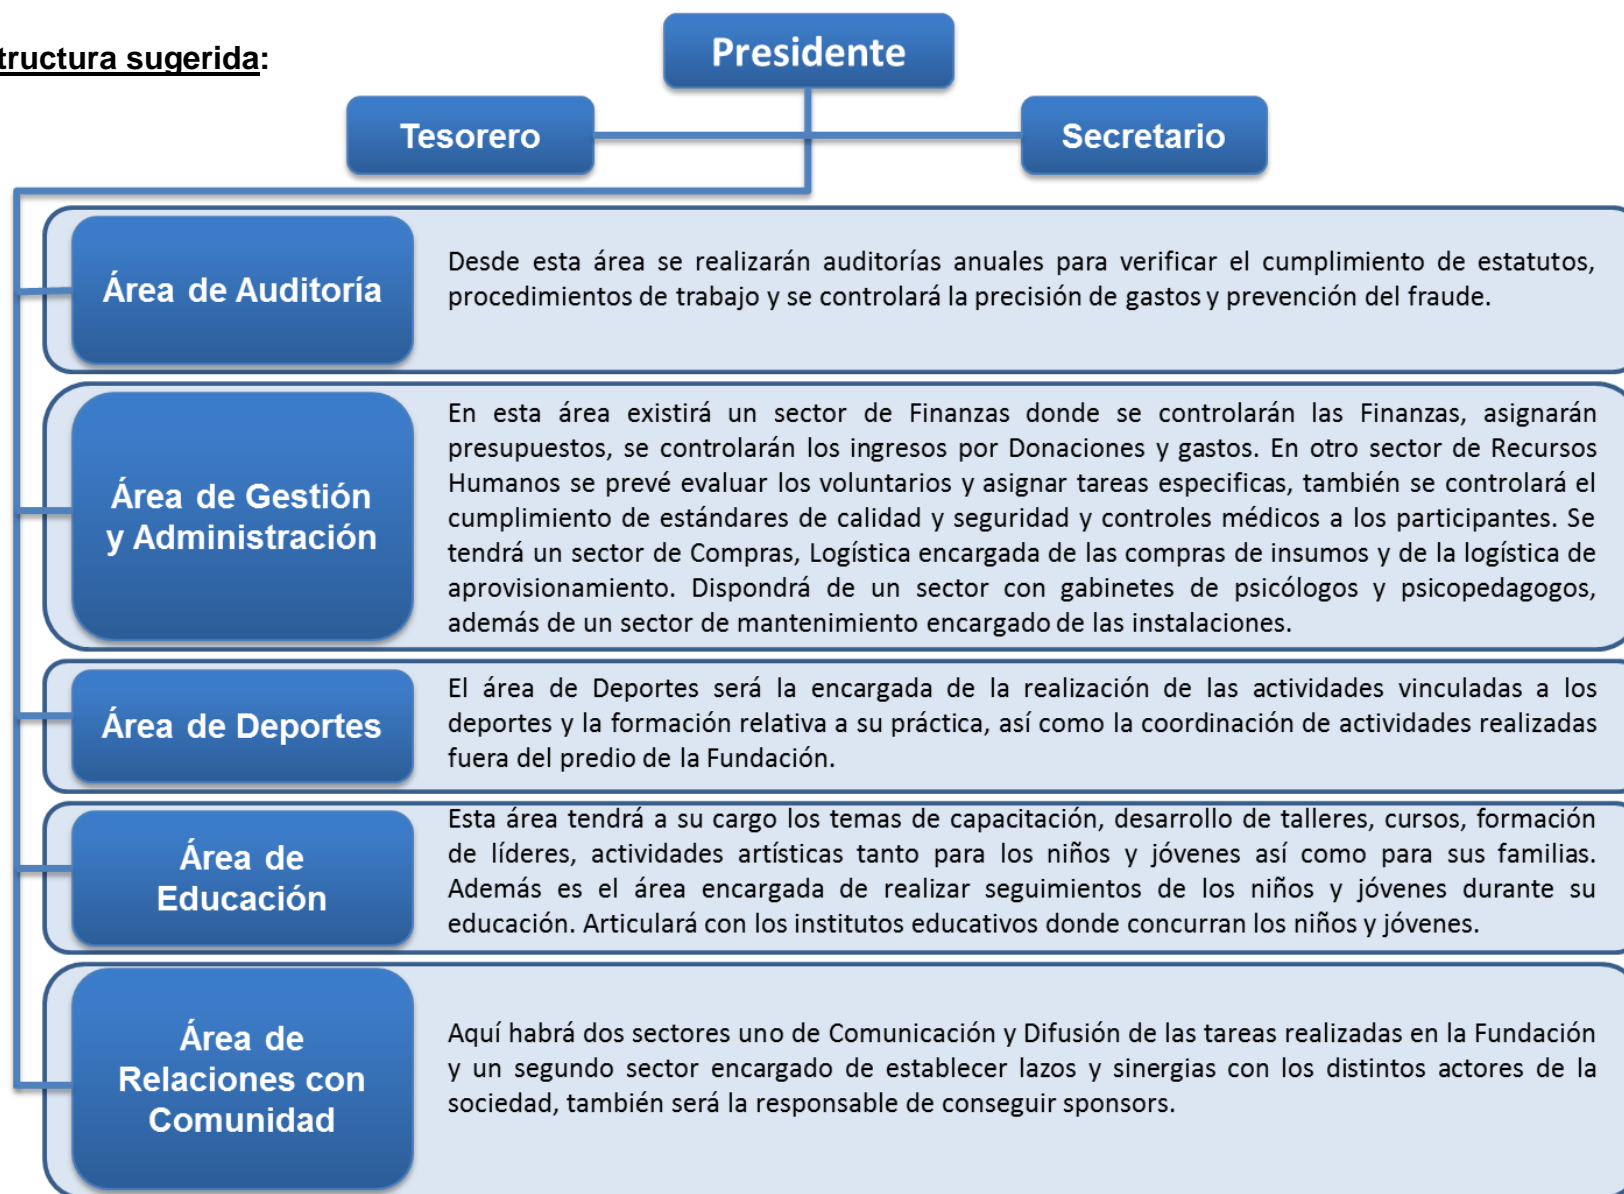 tructura sugerida:
Presidente
Tesorero
Secretario
Área de Auditoría
Desde esta área se realizarán auditorías anuales para verificar el cumplimiento de estatutos,
procedimientos de trabajo y se controlará la precisión de gastos y prevención del fraude.
Área de Gestión
y Administración
En esta área existirá un sector de Finanzas donde se controlarán las Finanzas, asignarán
presupuestos, se controlarán los ingresos por Donaciones y gastos. En otro sector de Recursos
Humanos se prevé evaluar los voluntarios y asignar tareas especificas, también se controlará el
cumplimiento de estándares de calidad y seguridad y controles médicos a los participantes. Se
tendrá un sector de Compras, Logística encargada de las compras de insumos y de la logística de
aprovisionamiento. Dispondrá de un sector con gabinetes de psicólogos y psicopedagogos,
además de un sector de mantenimiento encargado de las instalaciones.
Área de Deportes
El área de Deportes será la encargada de la realización de las actividades vinculadas a los
deportes y la formación relativa a su práctica, así como la coordinación de actividades realizadas
fuera del predio de la Fundación.
Área de
Educación
Esta área tendrá a su cargo los temas de capacitación, desarrollo de talleres, cursos, formación
de líderes, actividades artísticas tanto para los niños y jóvenes así como para sus familias.
Además es el área encargada de realizar seguimientos de los niños y jóvenes durante su
educación. Articulará con los institutos educativos donde concurran los niños y jóvenes.
Área de
Relaciones con
Comunidad
Aquí habrá dos sectores uno de Comunicación y Difusión de las tareas realizadas en la Fundación
y un segundo sector encargado de establecer lazos y sinergias con los distintos actores de la
sociedad, también será la responsable de conseguir sponsors.